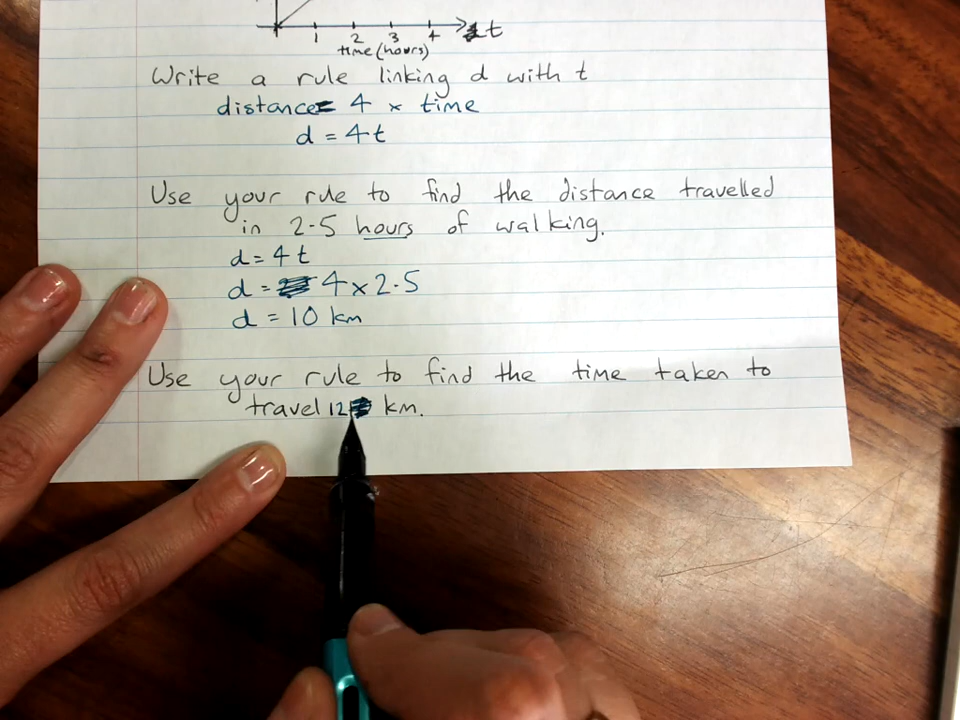 1 2 3 4 t
time (hours)
Write a rule linking d with t
distance = 4 × time
d = 4t
Use your rule to find the distance travelled
in 2·5 hours of walking.
d = 4t
d = 4 × 2·5
d = 10 km
Use your rule to find the time taken to
travel 12 km.